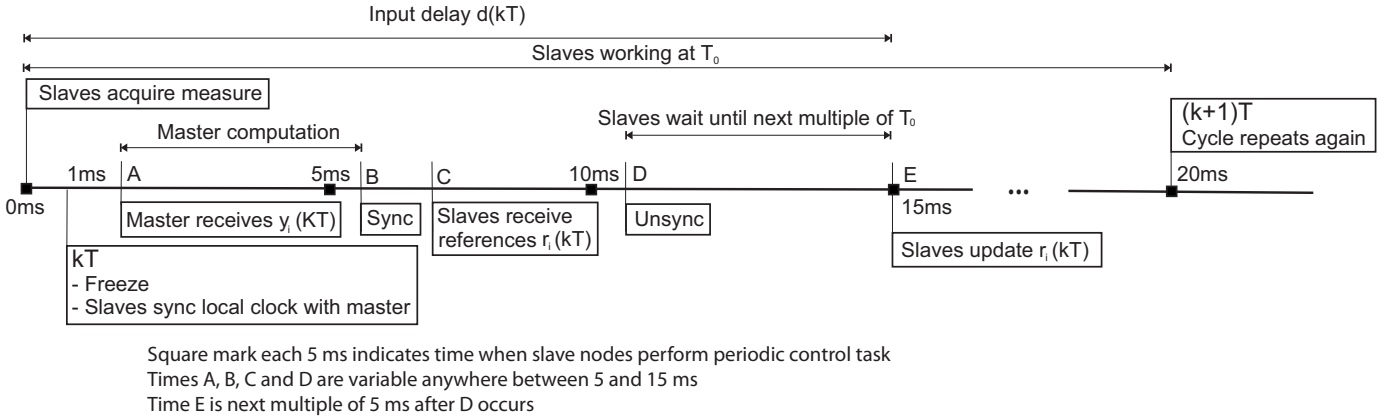 Input delay d(kT)
Slaves working at T₀
Slaves acquire measure
(k+1)T
Cycle repeats again
Master computation
Slaves wait until next multiple of T₀
0ms
1ms
A
5ms
B
C
10ms
D
E
15ms
...
20ms
Master receives yᵢ (KT)
Sync
Slaves receive
references rᵢ (kT)
Unsync
Slaves update rᵢ (kT)
kT
- Freeze
- Slaves sync local clock with master
Square mark each 5 ms indicates time when slave nodes perform periodic control task
Times A, B, C and D are variable anywhere between 5 and 15 ms
Time E is next multiple of 5 ms after D occurs